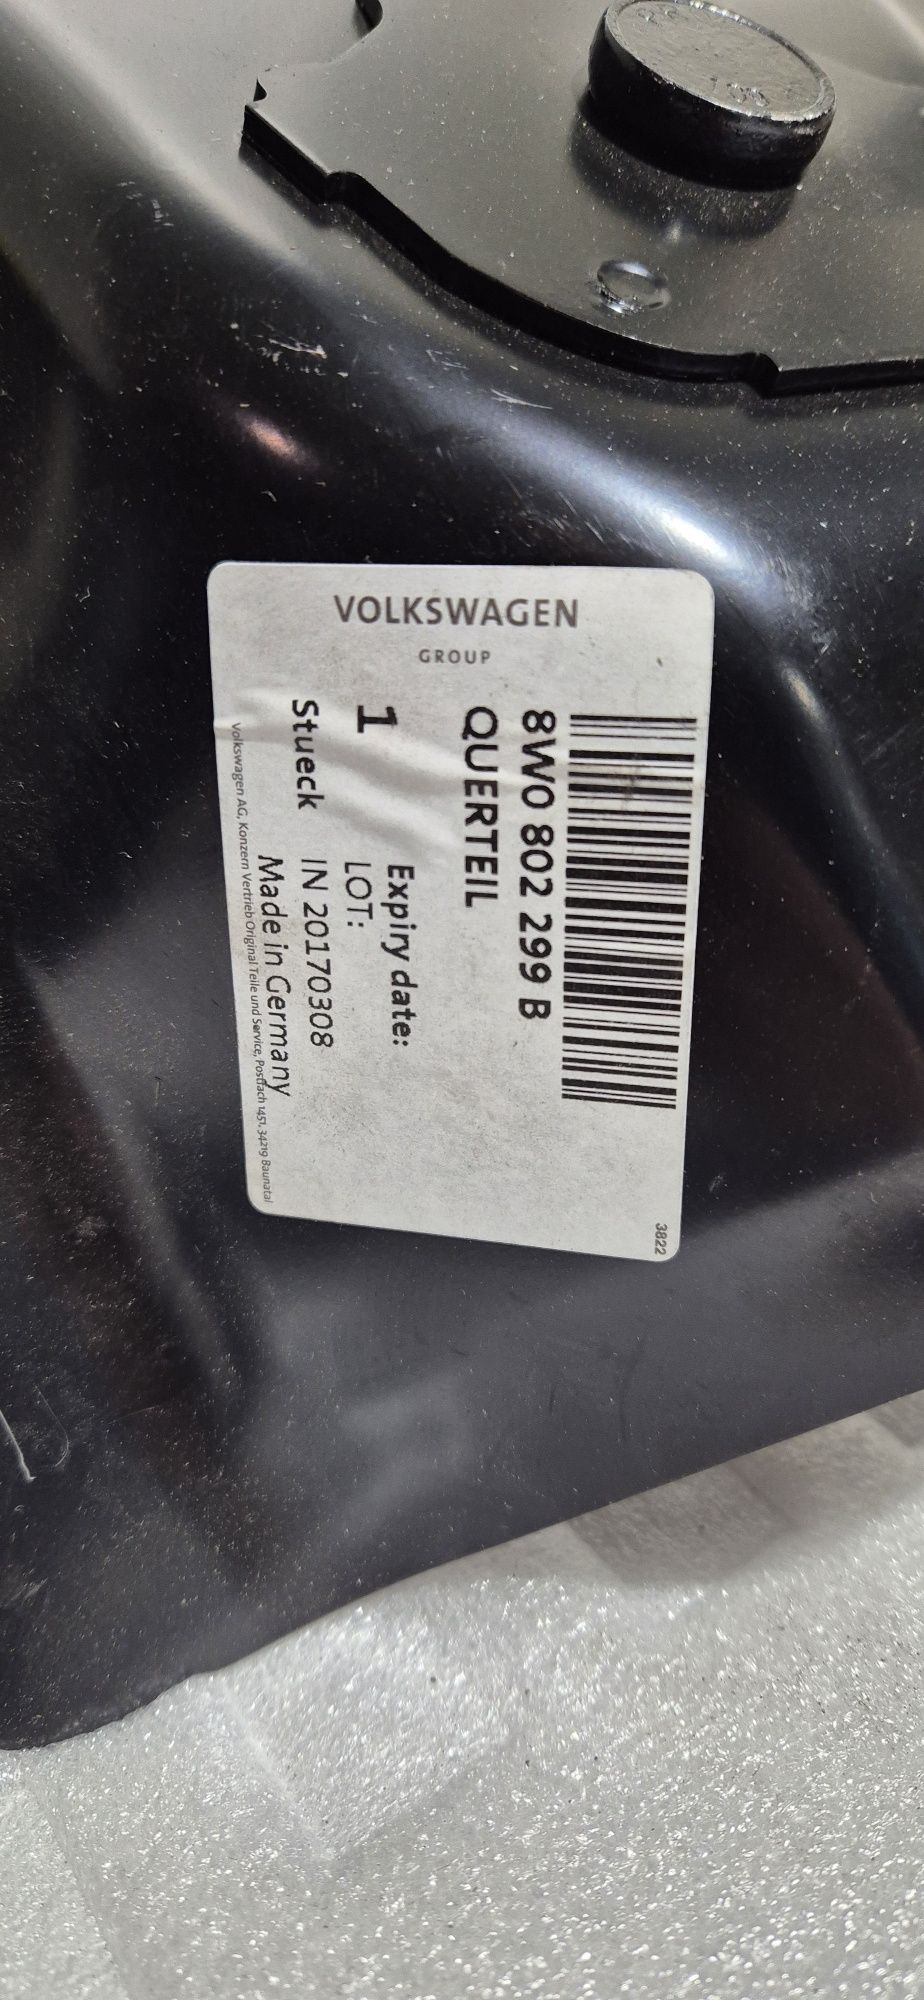 VOLKSWAGEN
GROUP
8W0 802 299 B
QUERTEIL
Expiry date:
1
LOT:
Stueck
IN 20170308
Made in Germany
Volkswagen AG, Konzern Vertrieb Original Teile und Service, Postfach 1451, 34219 Baunatal
3822